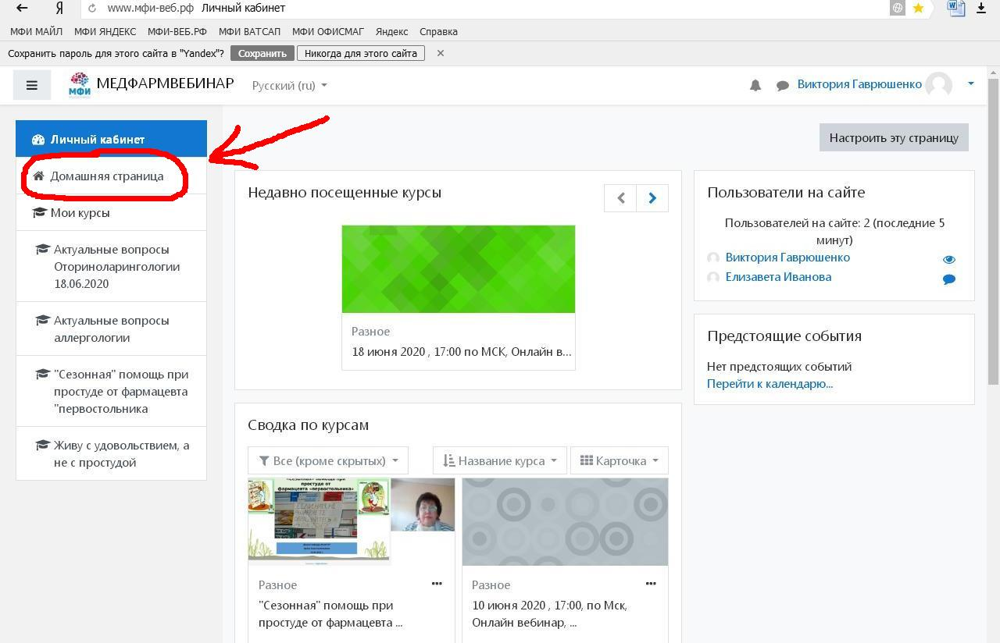 Я www.мфи-веб.рф Личный кабинет
МФИ МАЙЛ МФИ ЯНДЕКС МФИ-ВЕБ.РФ МФИ ВАТСАП МФИ ОФИСМАГ Яндекс Справка
Сохранить пароль для этого сайта в "Yandex"? Сохранить Никогда для этого сайта
МФИ МЕДФАРМВЕБИНАР Русский (ru) Виктория Гаврюшенко
Личный кабинет
Домашняя страница
Мои курсы
Актуальные вопросы
Оториноларингологии
18.06.2020
Актуальные вопросы
аллергологии
"Сезонная" помощь при
простуде от фармацевта
"первостольника
Живу с удовольствием, а
не с простудой
Настроить эту страницу
Недавно посещенные курсы
Разное
18 июня 2020 , 17:00 по МСК, Онлайн в...
Сводка по курсам
Все (кроме скрытых) Название курса Карточка
"Сезонная" помощь при
простуде от
фармацевта «первостольника»
Разное
"Сезонная" помощь при
простуде от фармацевта ...
Разное
10 июня 2020 , 17:00, по Мск,
Онлайн вебинар, ...
Пользователи на сайте
Пользователей на сайте: 2 (последние 5
минут)
Виктория Гаврюшенко
Елизавета Иванова
Предстоящие события
Нет предстоящих событий
Перейти к календарю...